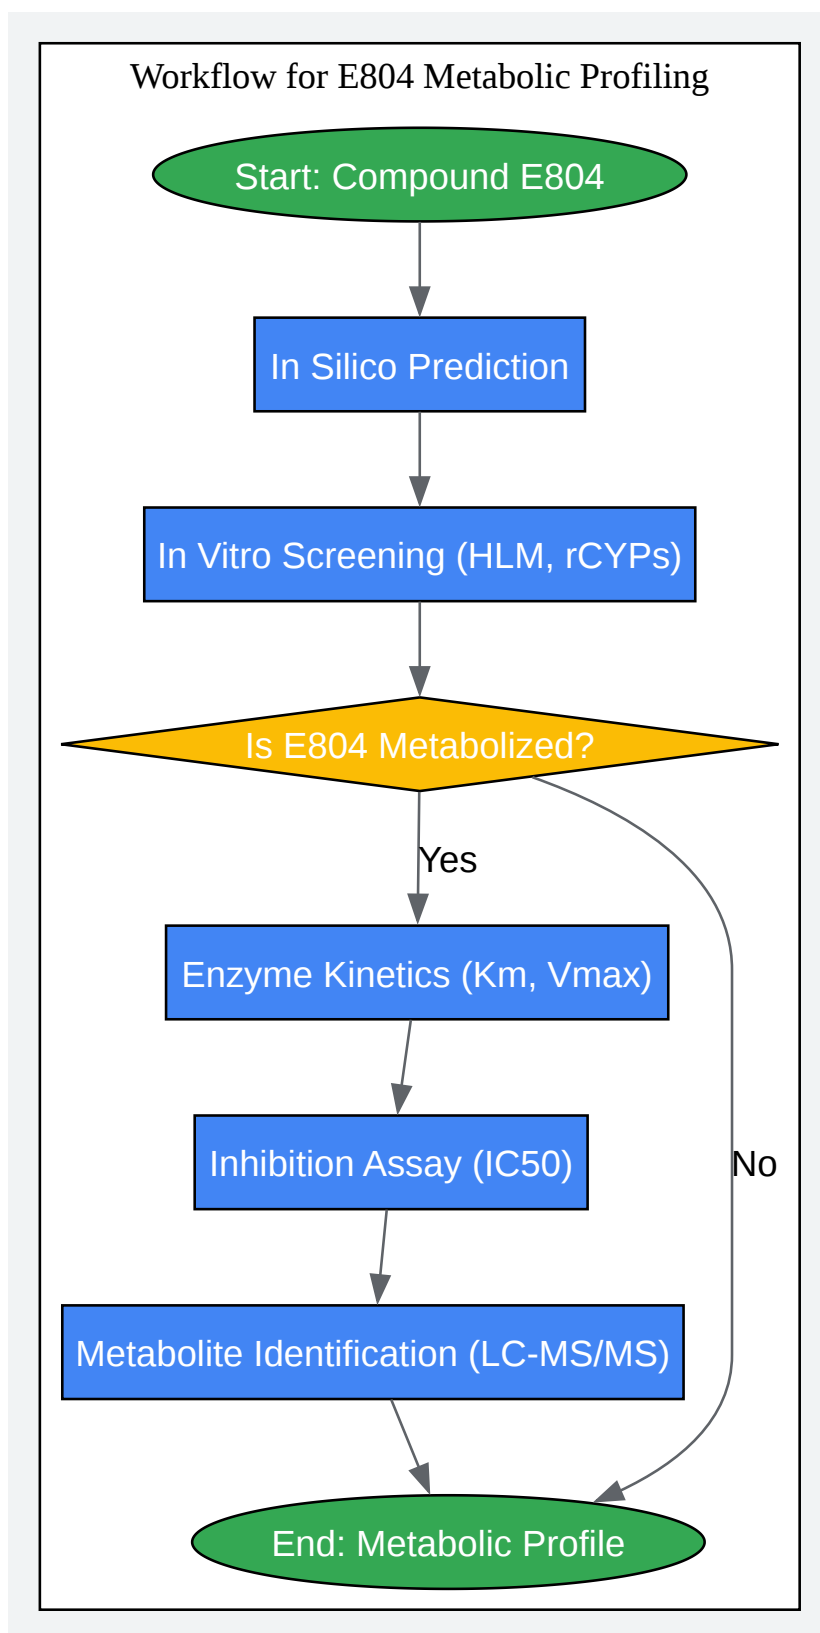 Workflow for E804 Metabolic Profiling
Start: Compound E804
In Silico Prediction
In Vitro Screening (HLM, rCYPs)
Is E804 Metabolized?
Yes
Enzyme Kinetics (Km, Vmax)
Inhibition Assay (IC50)
No
Metabolite Identification (LC-MS/MS)
End: Metabolic Profile